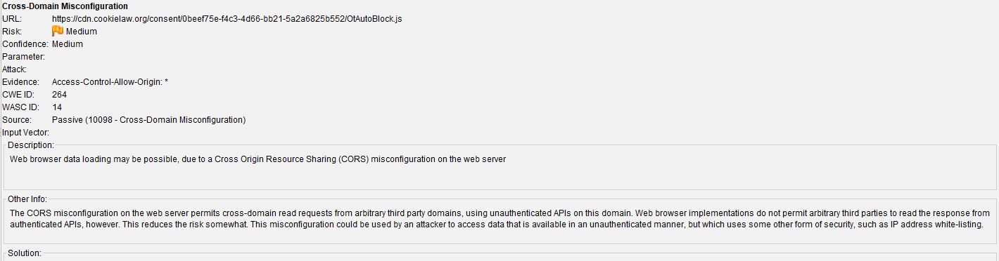 Cross-Domain Misconfiguration
URL: https://cdn.cookielaw.org/consent/0beef75e-f4c3-4d66-bb21-5a2a6825b552/OtAutoBlock.js
Risk: Medium
Confidence: Medium
Parameter:
Attack:
Evidence: Access-Control-Allow-Origin: *
CWE ID: 264
WASC ID: 14
Source: Passive (10098 - Cross-Domain Misconfiguration)
Input Vector:
Description:
Web browser data loading may be possible, due to a Cross Origin Resource Sharing (CORS) misconfiguration on the web server
Other Info:
The CORS misconfiguration on the web server permits cross-domain read requests from arbitrary third party domains, using unauthenticated APIs on this domain. Web browser implementations do not permit arbitrary third parties to read the response from
authenticated APIs, however. This reduces the risk somewhat. This misconfiguration could be used by an attacker to access data that is available in an unauthenticated manner, but which uses some other form of security, such as IP address white-listing.
Solution: